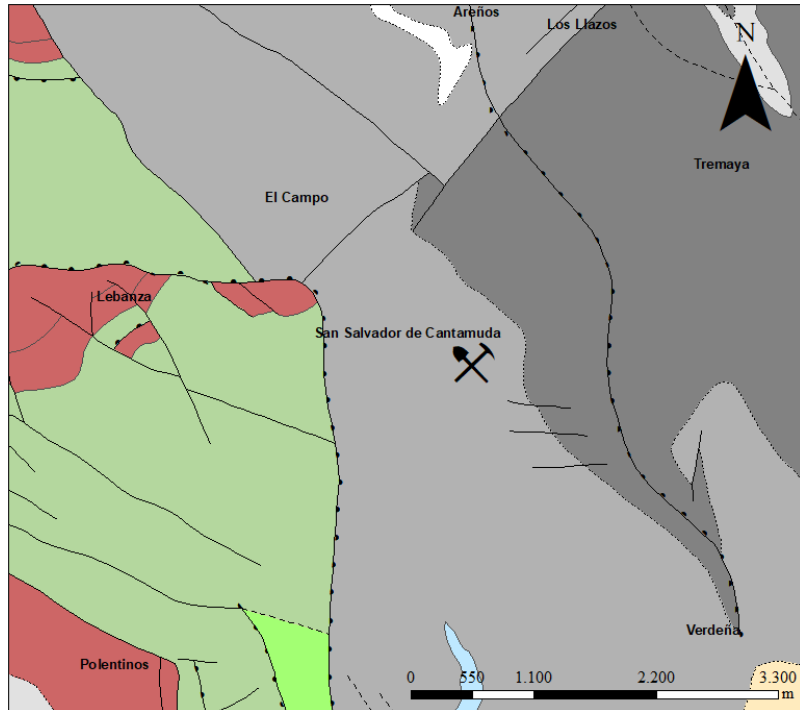 Areños
Los Llazos
N
Tremaya
El Campo
Lebanza
San Salvador de Cantamuda
Verdeña
Polentinos
0 550 1.100 2.200 3.300
m